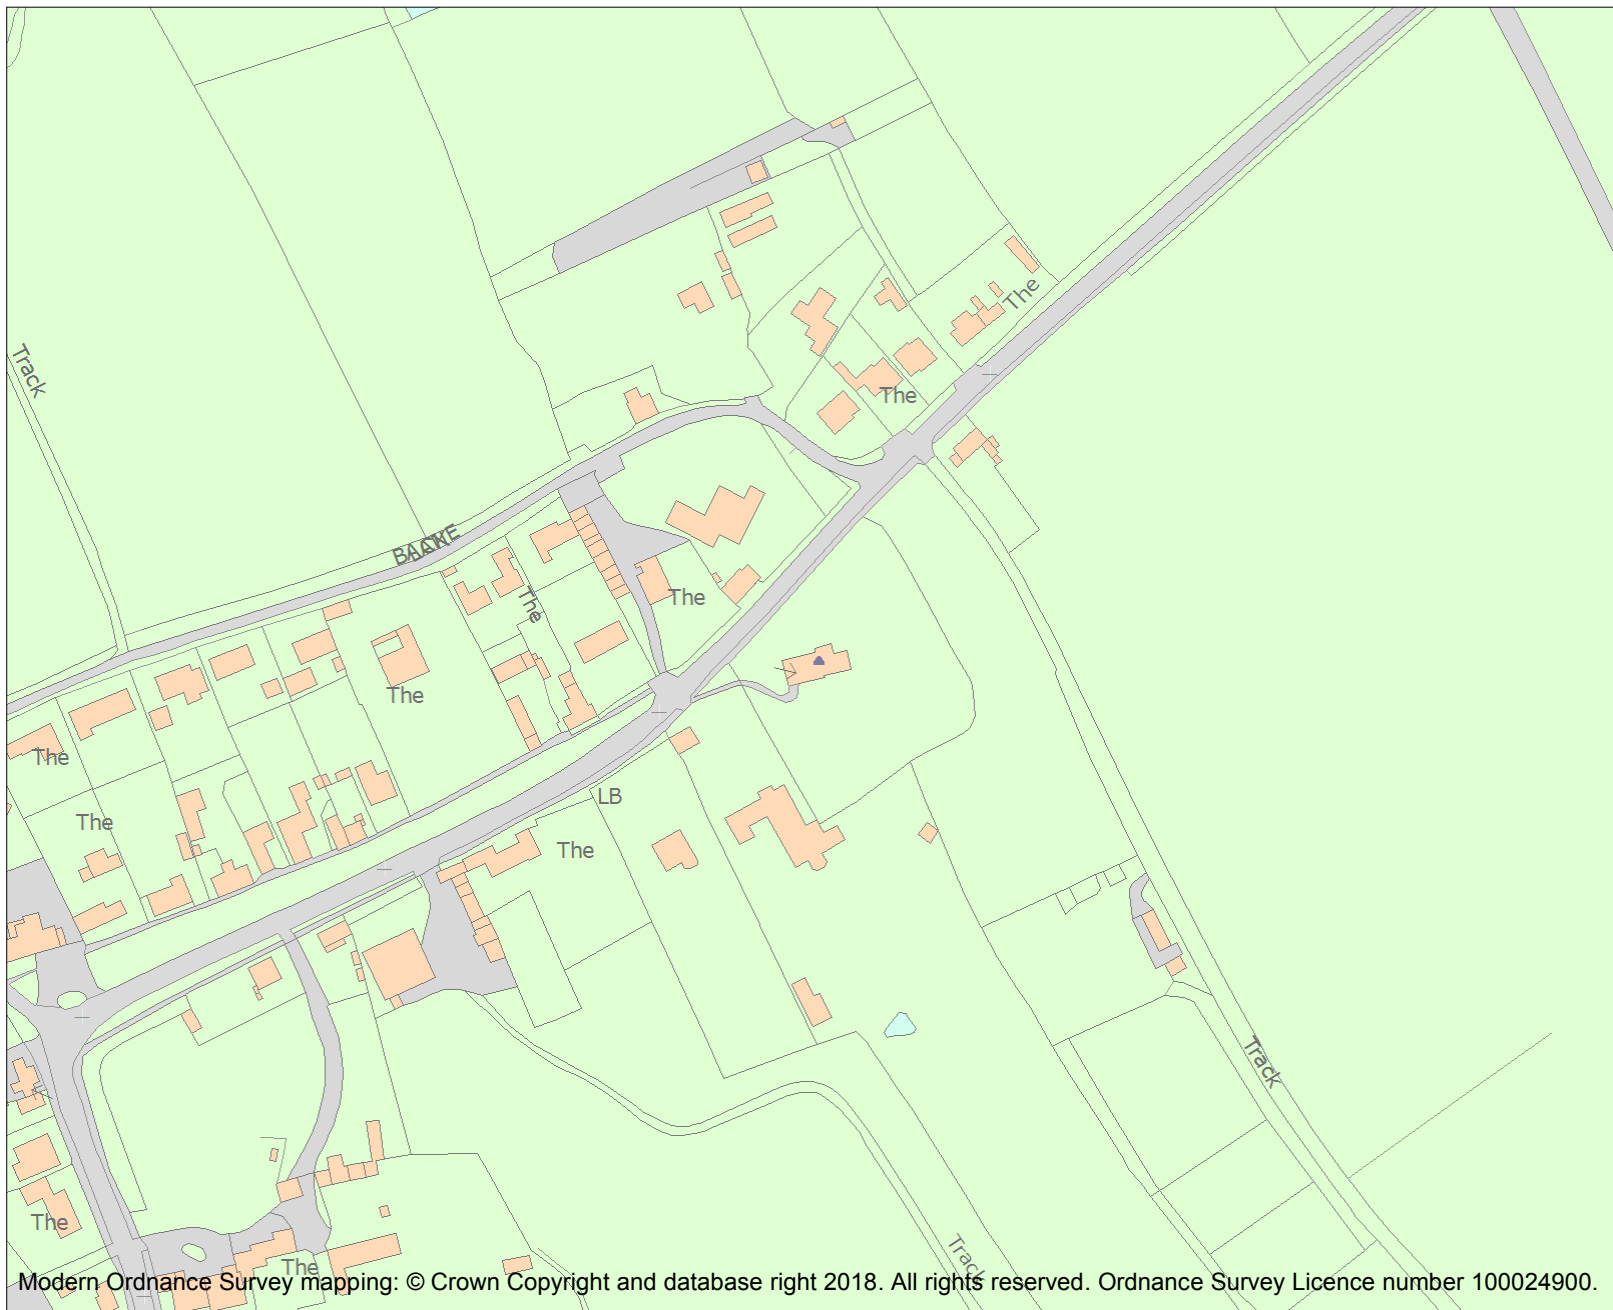 The
Track
The
BACK LANE
The
The
The
The
LB
The
The
The
Track
The
Track
The
Modern Ordnance Survey mapping: © Crown Copyright and database right 2018. All rights reserved. Ordnance Survey Licence number 100024900.